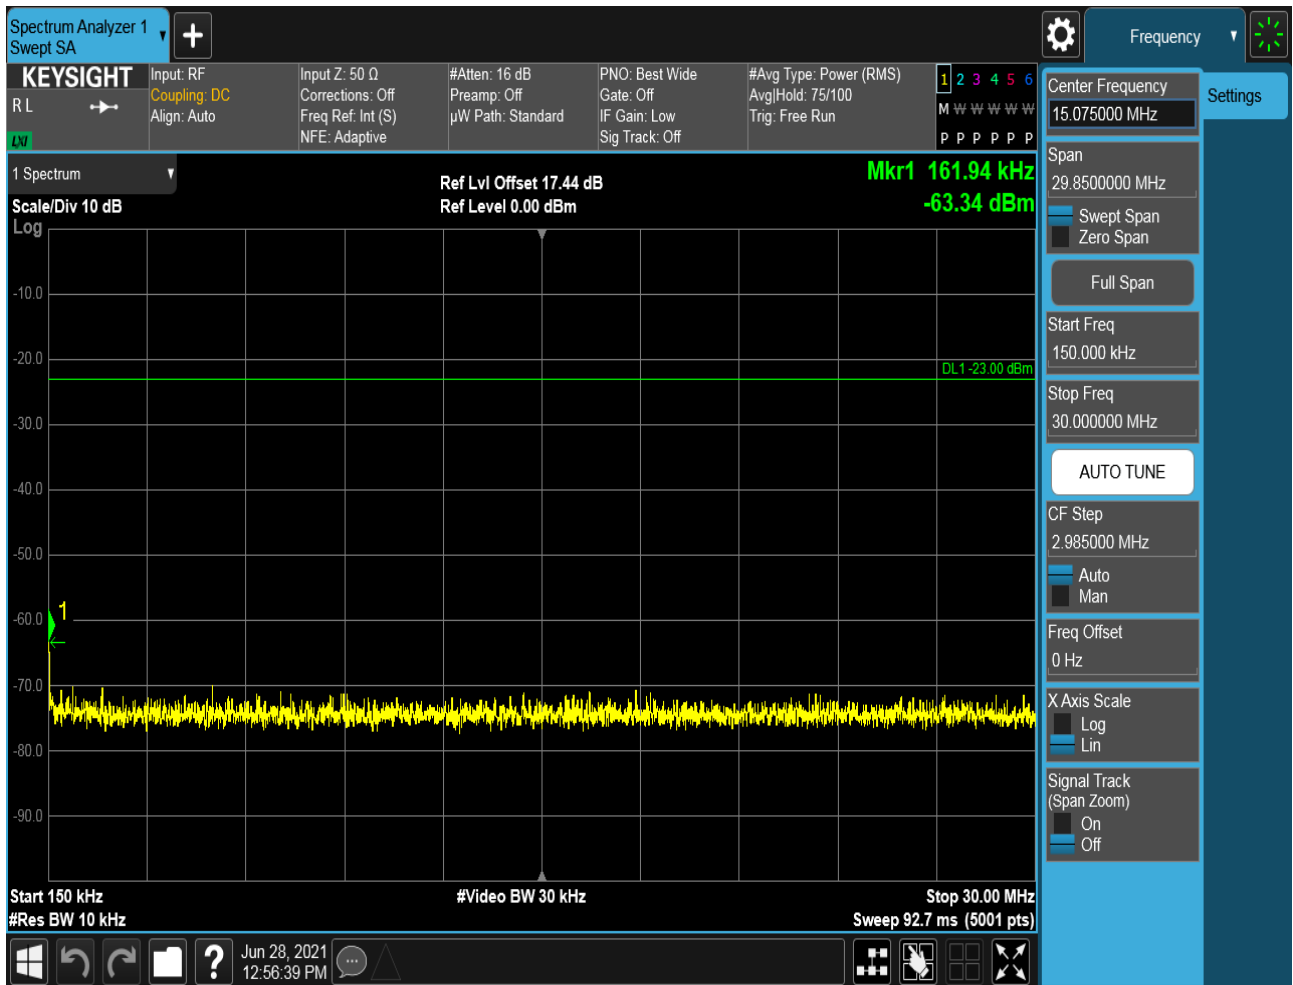 Spectrum Analyzer 1
Swept SA
+
Frequency
KEYSIGHT
R L
LXI
Input: RF
Coupling: DC
Align: Auto
Input Z: 50 Ω
Corrections: Off
Freq Ref: Int (S)
NFE: Adaptive
#Atten: 16 dB
Preamp: Off
µW Path: Standard
PNO: Best Wide
Gate: Off
IF Gain: Low
Sig Track: Off
#Avg Type: Power (RMS)
Avg|Hold: 75/100
Trig: Free Run
1 2 3 4 5 6
M W W W W W
P P P P P P
1 Spectrum
Scale/Div 10 dB
Log
Ref Lvl Offset 17.44 dB
Ref Level 0.00 dBm
Mkr1 161.94 kHz
-63.34 dBm
-10.0
-20.0
DL1 -23.00 dBm
-30.0
-40.0
-50.0
-60.0
1
-70.0
-80.0
-90.0
Start 150 kHz
#Res BW 10 kHz
#Video BW 30 kHz
Stop 30.00 MHz
Sweep 92.7 ms (5001 pts)
?
Jun 28, 2021
12:56:39 PM
Center Frequency
15.075000 MHz
Settings
Span
29.8500000 MHz
Swept Span
Zero Span
Full Span
Start Freq
150.000 kHz
Stop Freq
30.000000 MHz
AUTO TUNE
CF Step
2.985000 MHz
Auto
Man
Freq Offset
0 Hz
X Axis Scale
Log
Lin
Signal Track
(Span Zoom)
On
Off